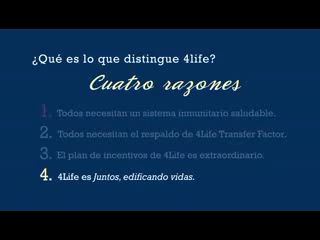 ¿Qué es lo que distingue 4life?
Cuatro razones
1. Todos necesitan un sistema inmunitario saludable.
2. Todos necesitan el respaldo de 4Life Transfer Factor.
3. El plan de incentivos de 4Life es extraordinario.
4. 4Life es Juntos, edificando vidas.